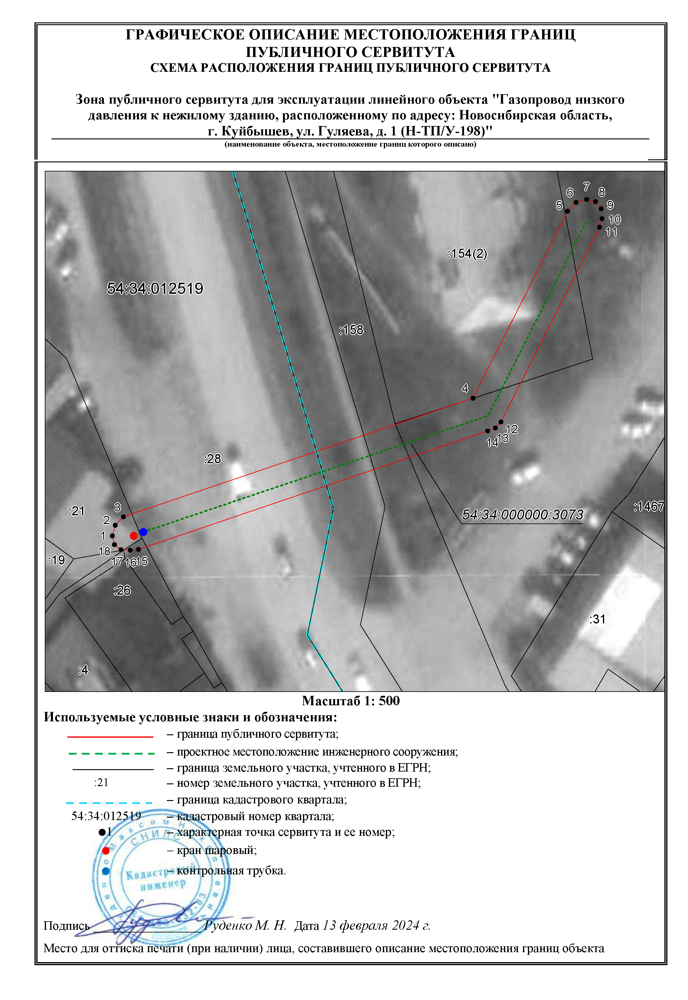 ГРАФИЧЕСКОЕ ОПИСАНИЕ МЕСТОПОЛОЖЕНИЯ ГРАНИЦ
ПУБЛИЧНОГО СЕРВИТУТА
СХЕМА РАСПОЛОЖЕНИЯ ГРАНИЦ ПУБЛИЧНОГО СЕРВИТУТА
Зона публичного сервитута для эксплуатации линейного объекта "Газопровод низкого
давления к нежилому зданию, расположенному по адресу: Новосибирская область,
г. Куйбышев, ул. Гуляева, д. 1 (Н-ТП/У-198)"
(наименование объекта, местоположение границ которого описано)
7
6
8
5
9
10
11
:154(2)
54:34:012519
:158
4
12
13
14
:28
3
:21
2
1
18
17
16
15
:19
54:34:000000:3073
:1467
:26
:31
:4
Масштаб 1: 500
Используемые условные знаки и обозначения:
– граница публичного сервитута;
– проектное местоположение инженерного сооружения;
– граница земельного участка, учтенного в ЕГРН;
:21 – номер земельного участка, учтенного в ЕГРН;
– граница кадастрового квартала;
54:34:012519 – кадастровый номер квартала;
1 – характерная точка сервитута и ее номер;
– кран шаровый;
– контрольная трубка.
СНИЛС
Кадастровый
инженер
Подпись Руденко М. Н. Дата 13 февраля 2024 г.
Место для оттиска печати (при наличии) лица, составившего описание местоположения границ объекта